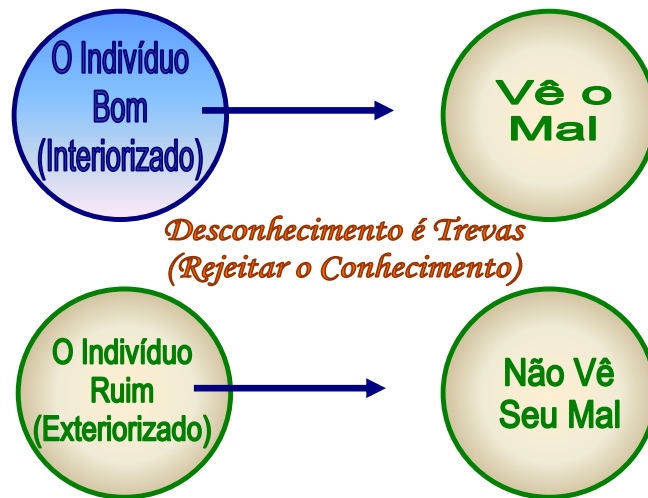 O Indivíduo
Bom
(Interiorizado)
Vê o
Mal
Desconhecimento é Trevas
(Rejeitar o Conhecimento)
O Indivíduo
Ruim
(Exteriorizado)
Não Vê
Seu Mal